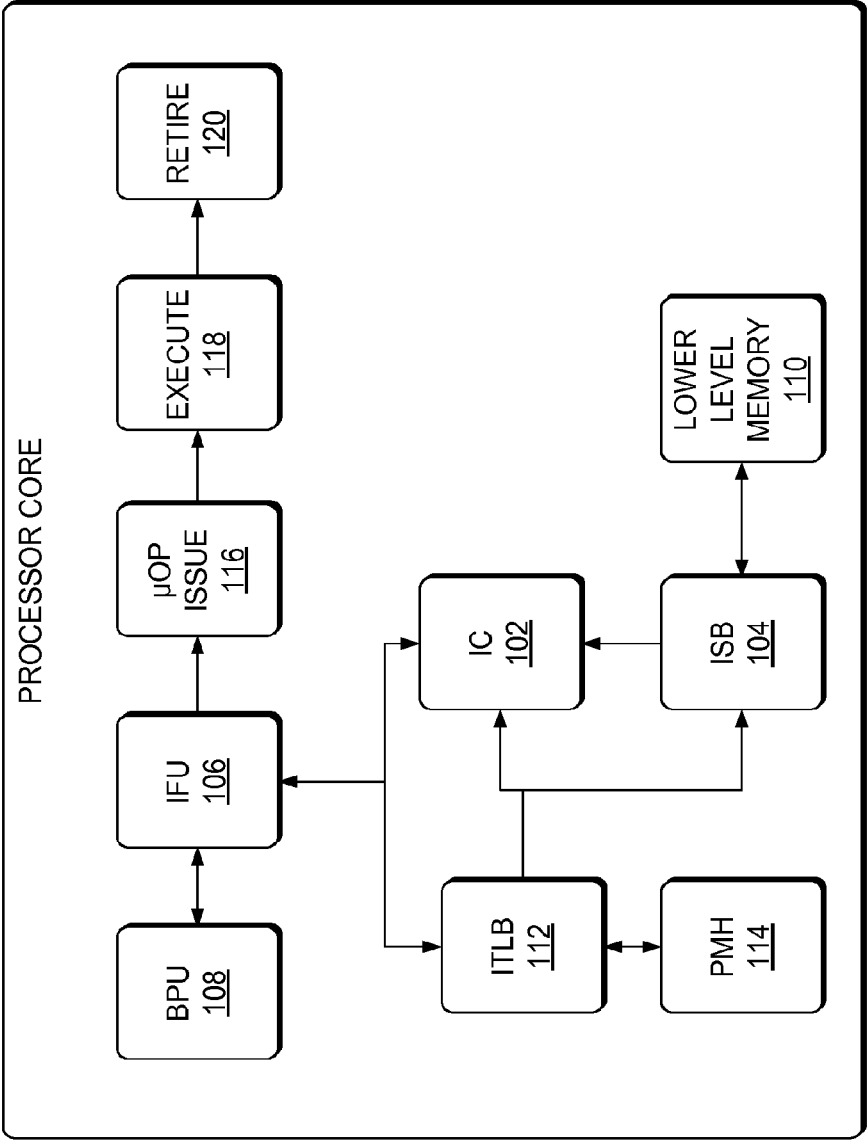 PROCESSOR CORE
BPU
108
IFU
106
µOP
ISSUE
116
EXECUTE
118
RETIRE
120
ITLB
112
IC
102
PMH
114
ISB
104
LOWER
LEVEL
MEMORY
110